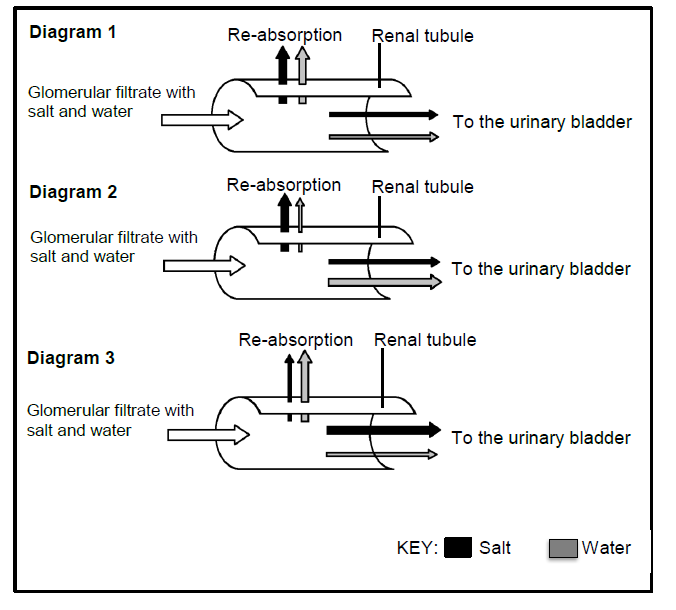 Diagram 1
Re-absorption
Renal tubule
Glomerular filtrate with
salt and water
To the urinary bladder
Diagram 2
Re-absorption
Renal tubule
Glomerular filtrate with
salt and water
To the urinary bladder
Diagram 3
Re-absorption
Renal tubule
Glomerular filtrate with
salt and water
To the urinary bladder
KEY: Salt Water